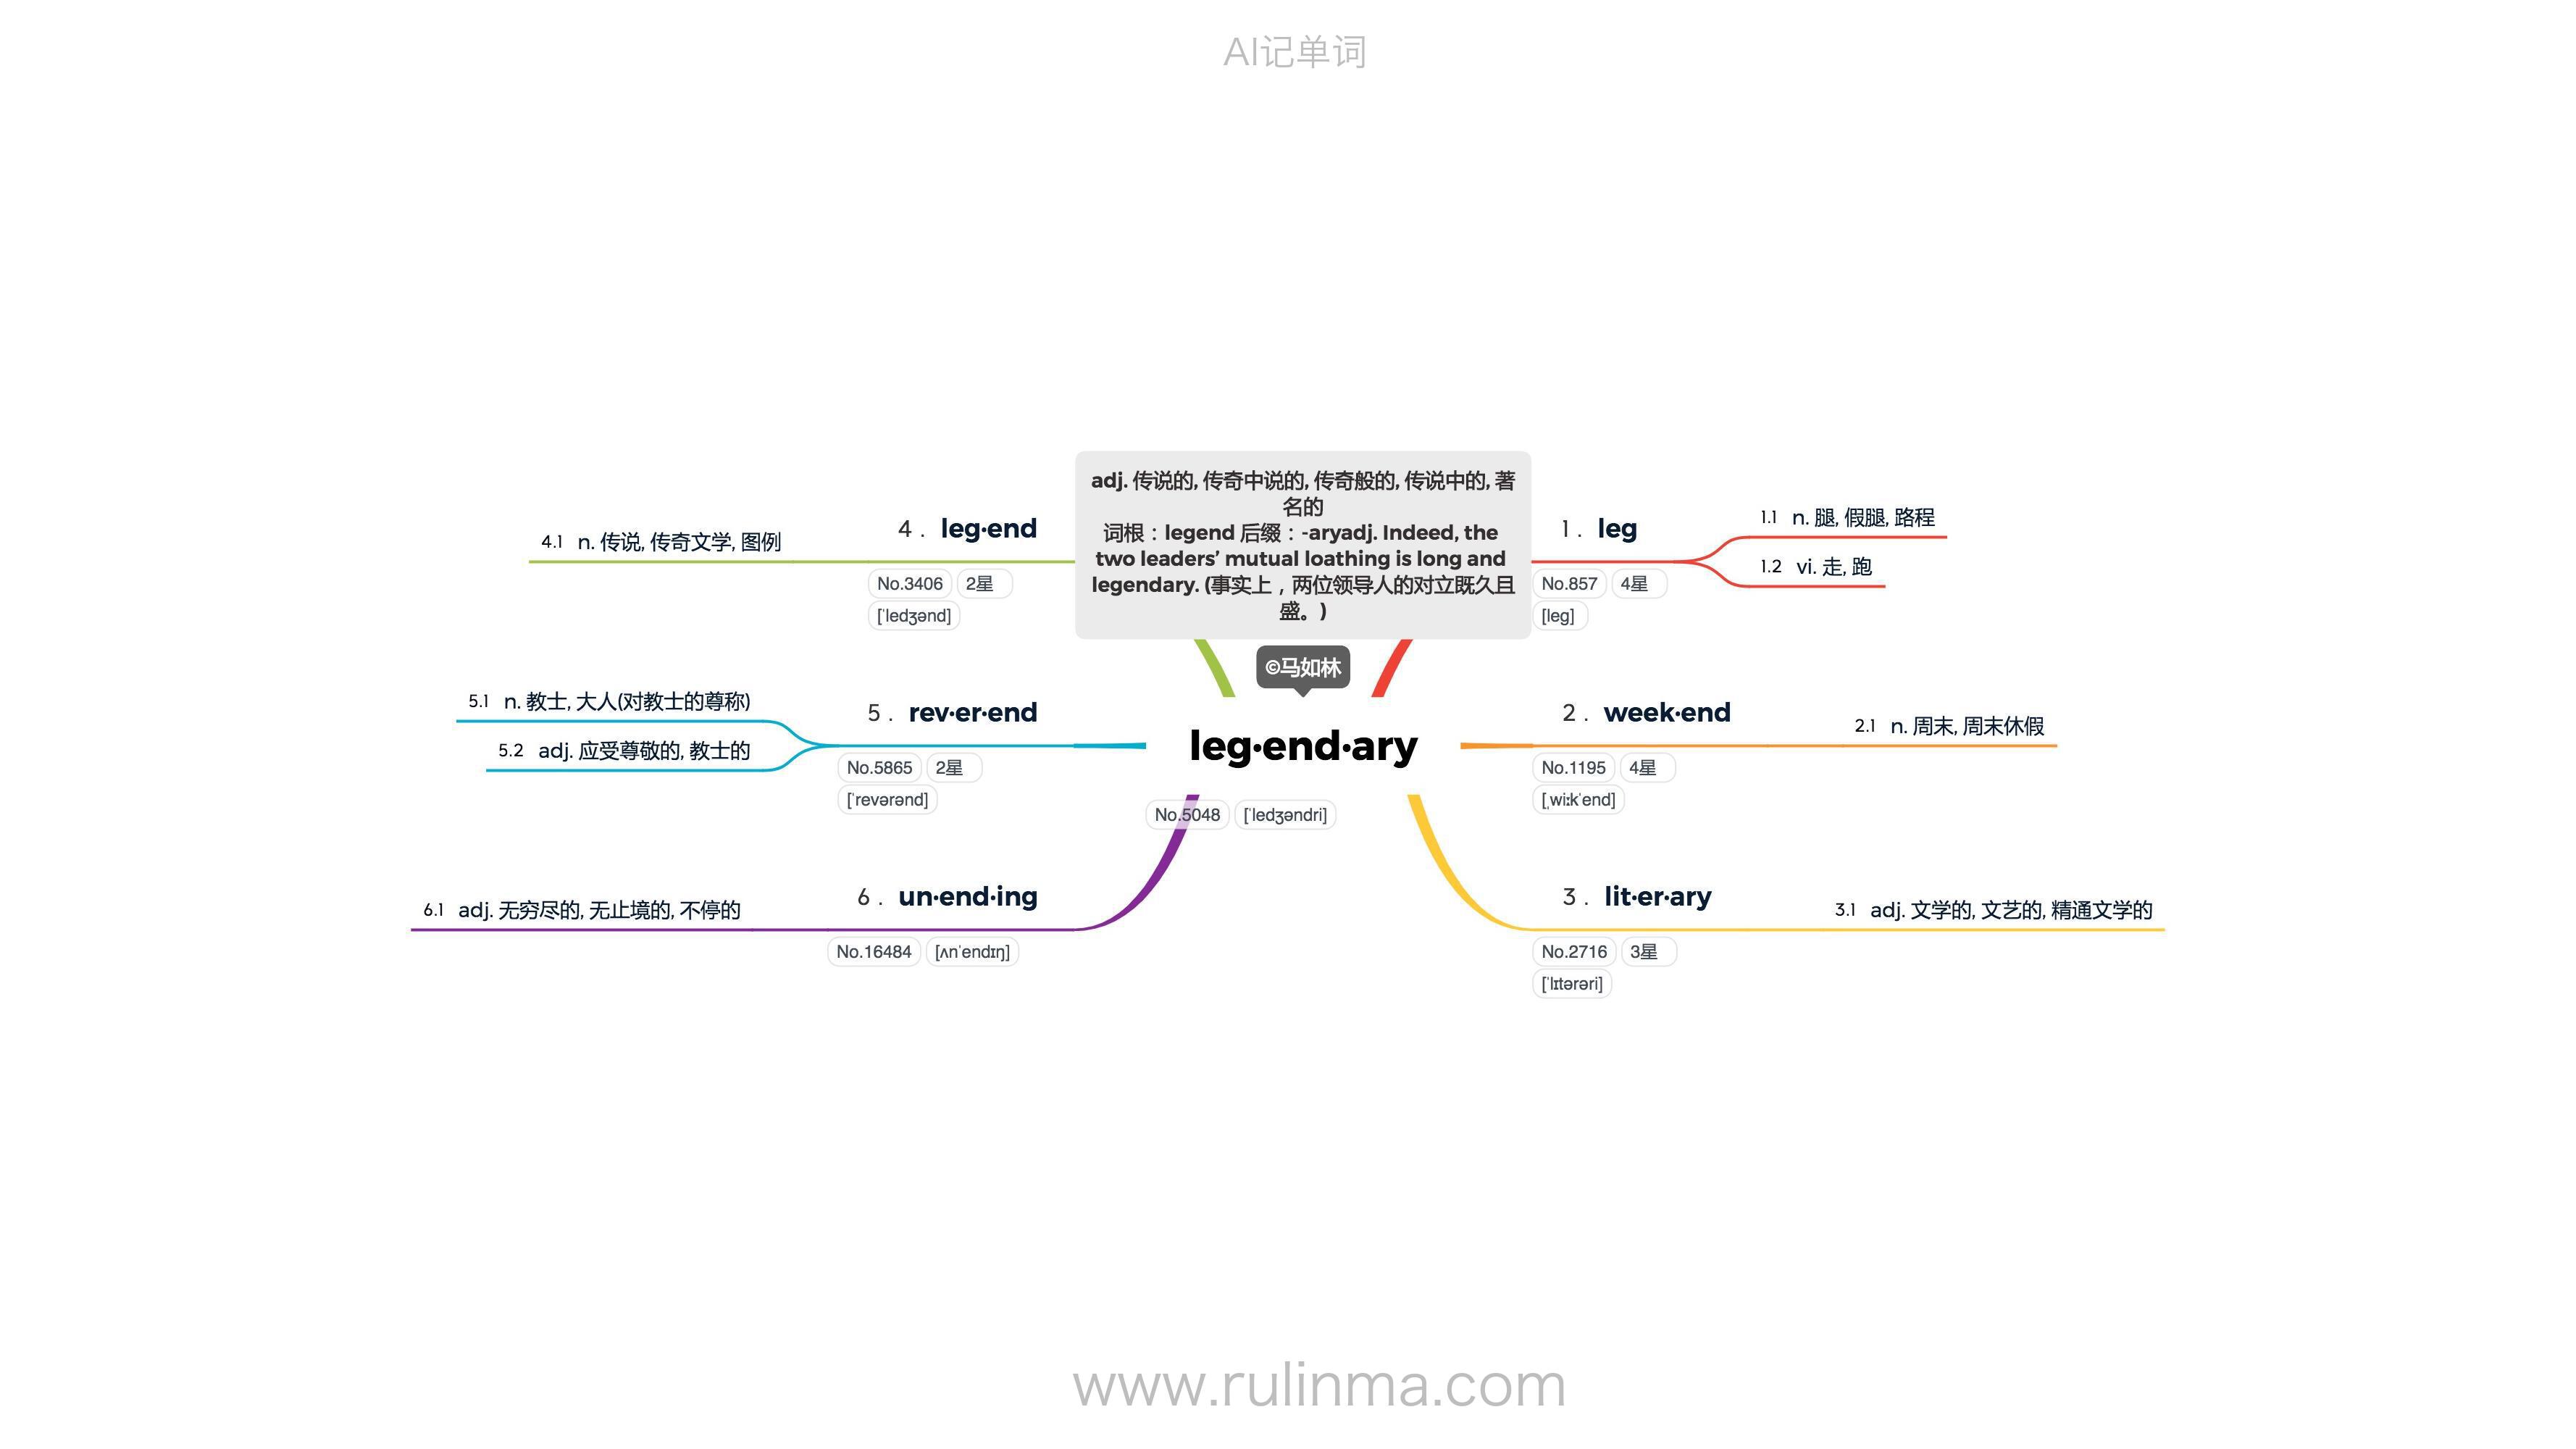 AI记单词
adj. 传说的, 传奇中说的, 传奇般的, 传说中的, 著
名的
词根：legend 后缀：-aryadj. Indeed, the
two leaders’ mutual loathing is long and
legendary. (事实上，两位领导人的对立既久且
盛。)
©马如林
leg·end·ary
No.5048 [ˈledʒəndri]
1. leg
No.857 4星
[leg]
1.1 n. 腿, 假腿, 路程
1.2 vi. 走, 跑
2. week·end
No.1195 4星
[ˌwiːkˈend]
2.1 n. 周末, 周末休假
3. lit·er·ary
No.2716 3星
[ˈlɪtərəri]
3.1 adj. 文学的, 文艺的, 精通文学的
4. leg·end
No.3406 2星
[ˈledʒənd]
4.1 n. 传说, 传奇文学, 图例
5. rev·er·end
No.5865 2星
[ˈrevərənd]
5.1 n. 教士, 大人(对教士的尊称)
5.2 adj. 应受尊敬的, 教士的
6. un·end·ing
No.16484 [ʌnˈendɪŋ]
6.1 adj. 无穷尽的, 无止境的, 不停的
www.rulinma.com